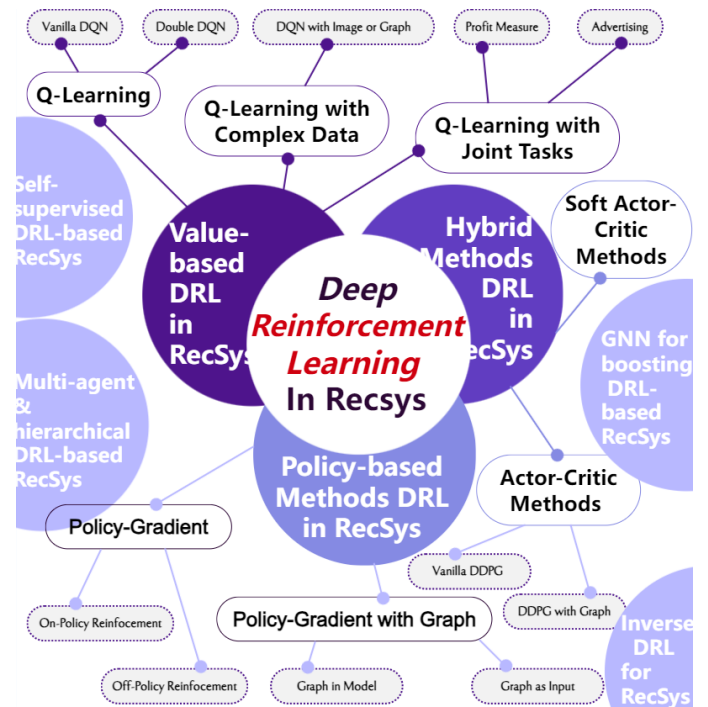 Vanilla DQN
Double DQN
DQN with Image or Graph
Profit Measure
Advertising
Q-Learning
Q-Learning with
Complex Data
Q-Learning with
Joint Tasks
Self-
supervised
DRL-based
RecSys
Value-
based
DRL
in
RecSys
Hybrid
Methods
DRL
in
RecSys
Soft Actor-
Critic
Methods
Deep
Reinforcement
Learning
In Recsys
GNN for
boosting
DRL-
based
RecSys
Multi-agent
&
hierarchical
DRL-based
RecSys
Policy-based
Methods DRL
in RecSys
Actor-Critic
Methods
Policy-Gradient
Vanilla DDPG
DDPG with Graph
On-Policy Reinfocement
Policy-Gradient with Graph
Inverse
DRL
for
RecSys
Off-Policy Reinfocement
Graph in Model
Graph as Input